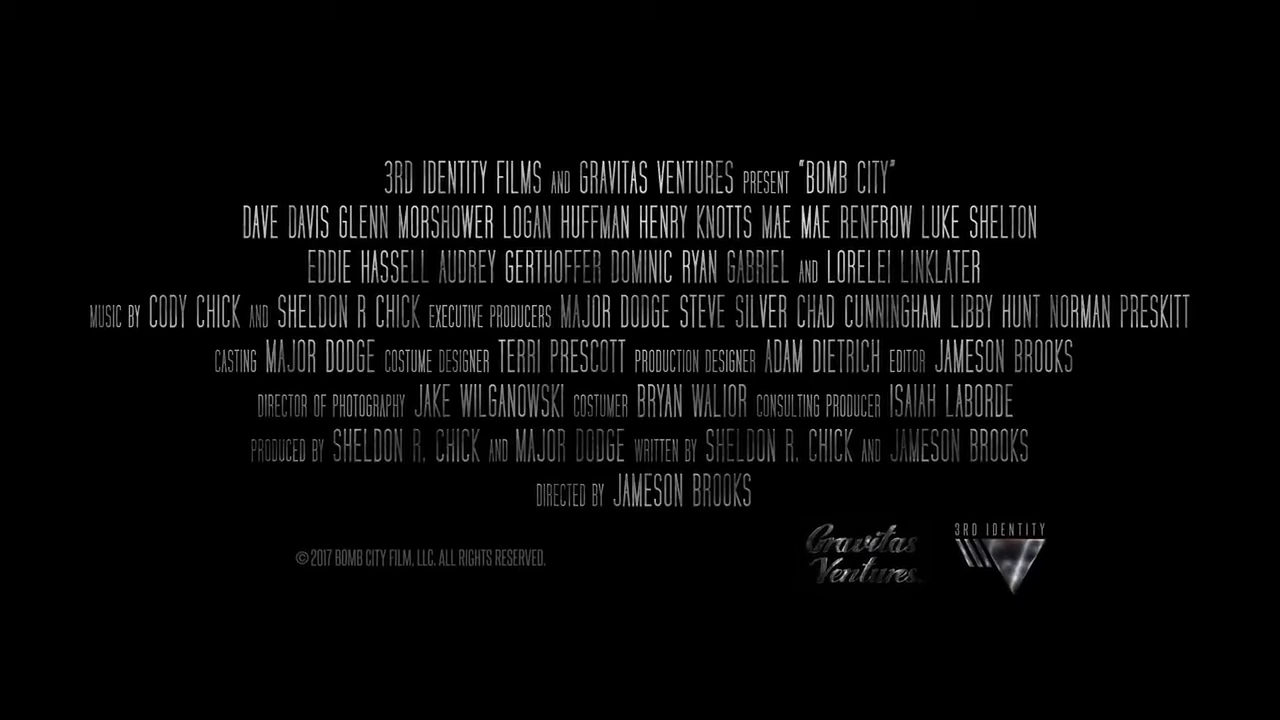 3RD IDENTITY FILMS AND GRAVITAS VENTURES PRESENT "BOMB CITY"
DAVE DAVIS GLENN MORSHOWER LOGAN HUFFMAN HENRY KNOTTS MAE MAE RENFROW LUKE SHELTON
EDDIE HASSELL AUDREY GERTHOFFER DOMINIC RYAN GABRIEL AND LORELEI LINKLATER
MUSIC BY CODY CHICK AND SHELDON R CHICK EXECUTIVE PRODUCERS MAJOR DODGE STEVE SILVER CHAD CUNNINGHAM LIBBY HUNT NORMAN PRESKITT
CASTING MAJOR DODGE COSTUME DESIGNER TERRI PRESCOTT PRODUCTION DESIGNER ADAM DIETRICH EDITOR JAMESON BROOKS
DIRECTOR OF PHOTOGRAPHY JAKE WILGANOWSKI COSTUMER BRYAN WALIOR CONSULTING PRODUCER ISAIAH LABORDE
PRODUCED BY SHELDON R. CHICK AND MAJOR DODGE WRITTEN BY SHELDON R. CHICK AND JAMESON BROOKS
DIRECTED BY JAMESON BROOKS
© 2017 BOMB CITY FILM, LLC. ALL RIGHTS RESERVED.
Gravitas
Ventures
3RD IDENTITY